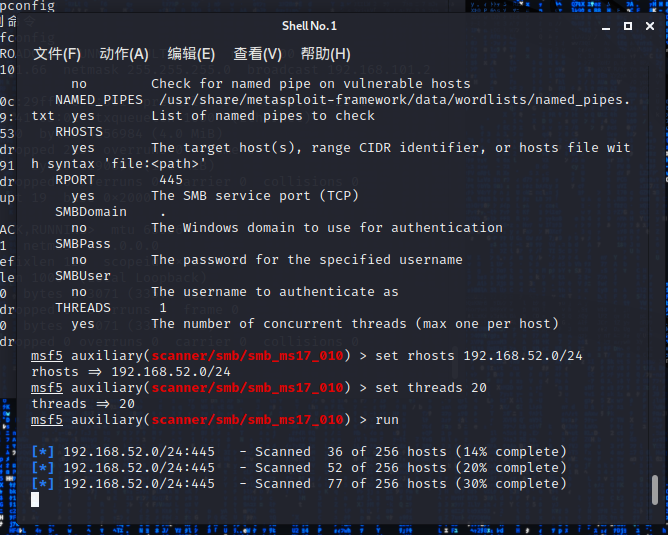 pconfig
Shell No. 1
文件(F) 动作(A) 编辑(E) 查看(V) 帮助(H)
no Check for named pipe on vulnerable hosts
NAMED_PIPES /usr/share/metasploit-framework/data/wordlists/named_pipes.
txt yes List of named pipes to check
RHOSTS
yes The target host(s), range CIDR identifier, or hosts file wit
h syntax 'file:<path>'
RPORT 445
yes The SMB service port (TCP)
SMBDomain .
no The Windows domain to use for authentication
SMBPass
no The password for the specified username
SMBUser
no The username to authenticate as
THREADS 1
yes The number of concurrent threads (max one per host)
msf5 auxiliary(scanner/smb/smb_ms17_010) > set rhosts 192.168.52.0/24
rhosts => 192.168.52.0/24
msf5 auxiliary(scanner/smb/smb_ms17_010) > set threads 20
threads => 20
msf5 auxiliary(scanner/smb/smb_ms17_010) > run
[*] 192.168.52.0/24:445 - Scanned 36 of 256 hosts (14% complete)
[*] 192.168.52.0/24:445 - Scanned 52 of 256 hosts (20% complete)
[*] 192.168.52.0/24:445 - Scanned 77 of 256 hosts (30% complete)